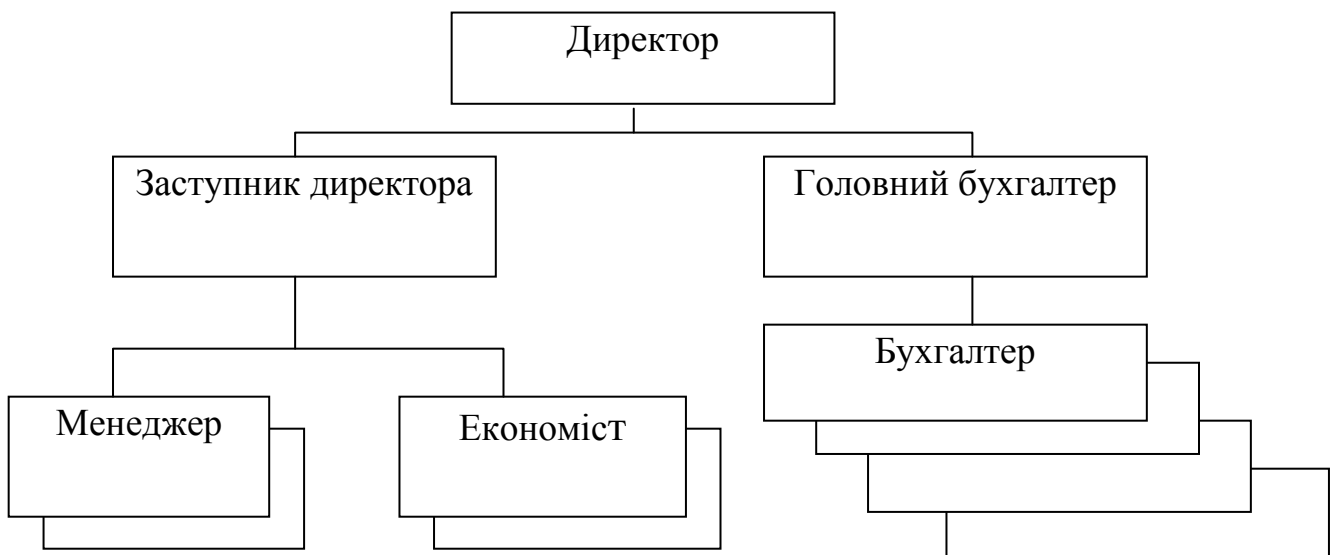 Директор
Заступник директора
Головний бухгалтер
Бухгалтер
Менеджер
Економіст